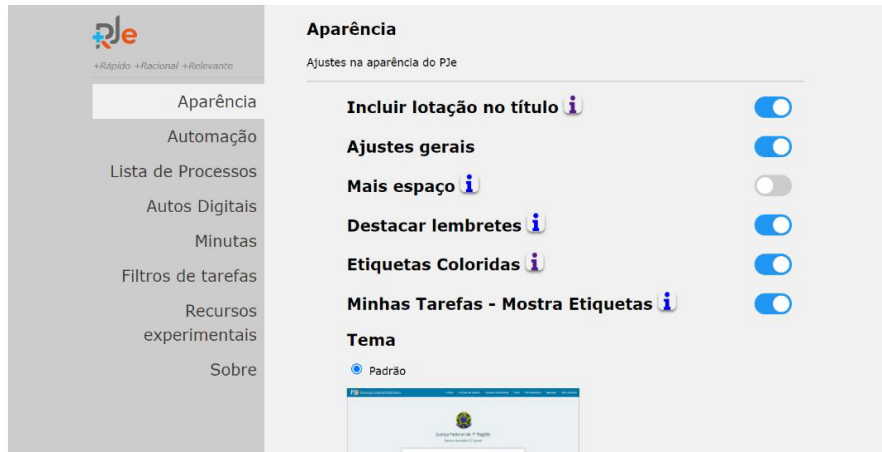 PJe
+Rápido +Racional +Relevante
Aparência
Automação
Lista de Processos
Autos Digitais
Minutas
Filtros de tarefa
Recursos
experimentais
Sobre
Aparência
Ajustes na aparência do PJe
Incluir lotação no título i
Ajustes gerais
Mais espaço i
Destacar lembretes i
Etiquetas Coloridas i
Minhas Tarefas - Mostra Etiquetas i
Tema
Padrão
Justiça Federal da 1ª Região